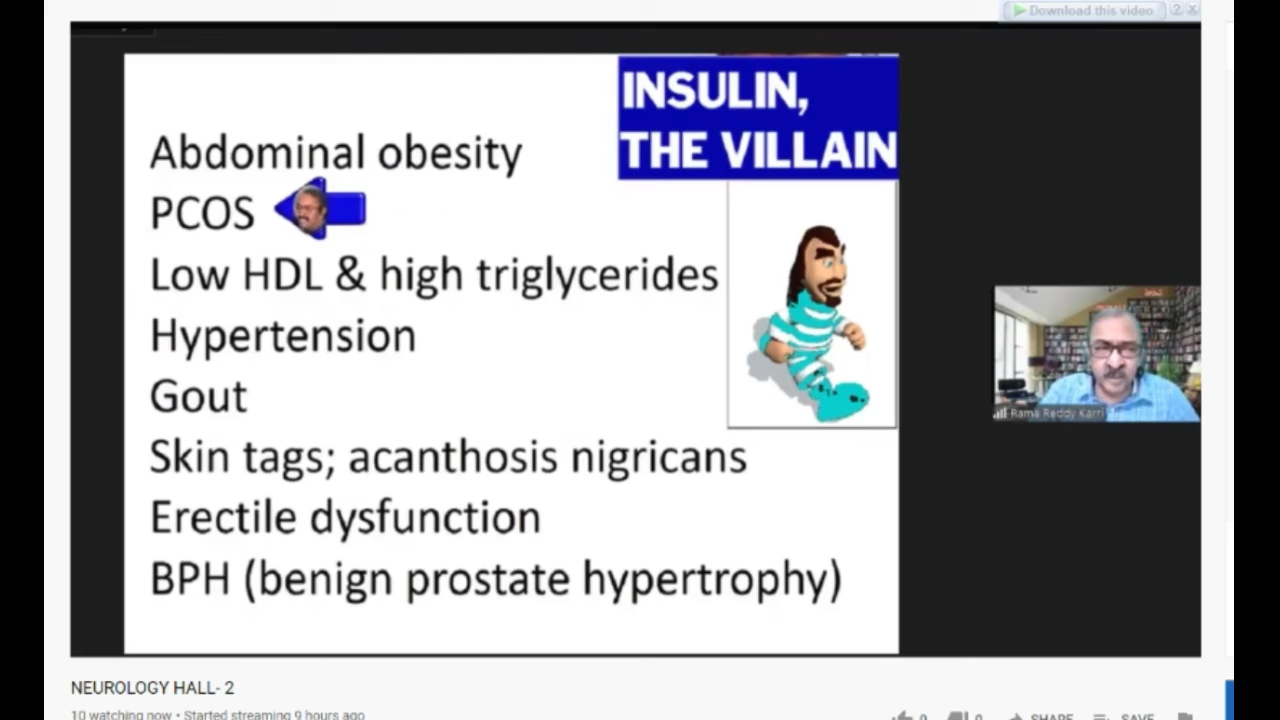 Download this video
?
X
INSULIN,
THE VILLAIN
Abdominal obesity
PCOS
Low HDL & high triglycerides
Hypertension
Gout
Skin tags; acanthosis nigricans
Erectile dysfunction
BPH (benign prostate hypertrophy)
Rama Reddy Karri
NEUROLOGY HALL- 2
10 watching now • Started streaming 9 hours ago
0
0
SHARE
SAVE